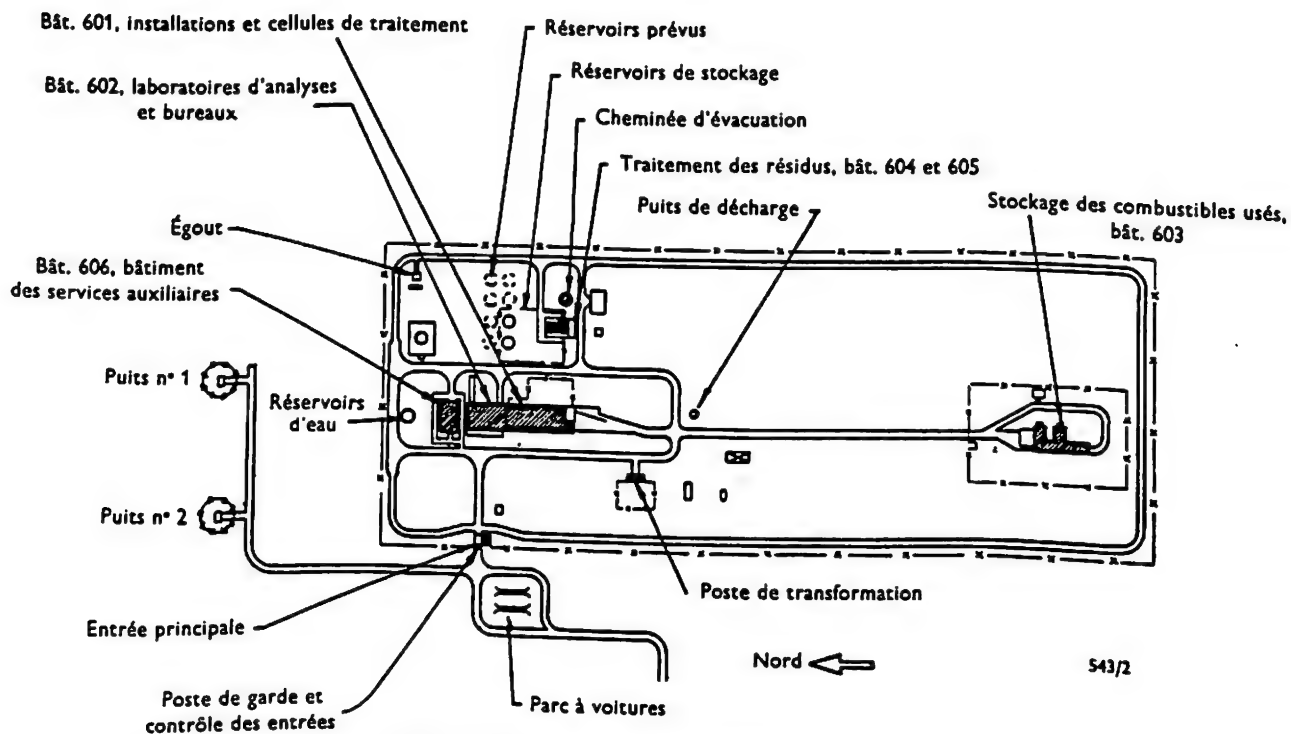 Bât. 601, installations et cellules de traitement
Réservoirs prévus
Réservoirs de stockage
Bât. 602, laboratoires d'analyses
et bureaux
Cheminée d'évacuation
Traitement des résidus, bât. 604 et 605
Puits de décharge
Stockage des combustibles usés,
bât. 603
Égout
Bât. 606, bâtiment
des services auxiliaires
Puits n° 1
Réservoirs
d'eau
Puits n° 2
Poste de transformation
Entrée principale
Nord
543/2
Poste de garde et
contrôle des entrées
Parc à voitures